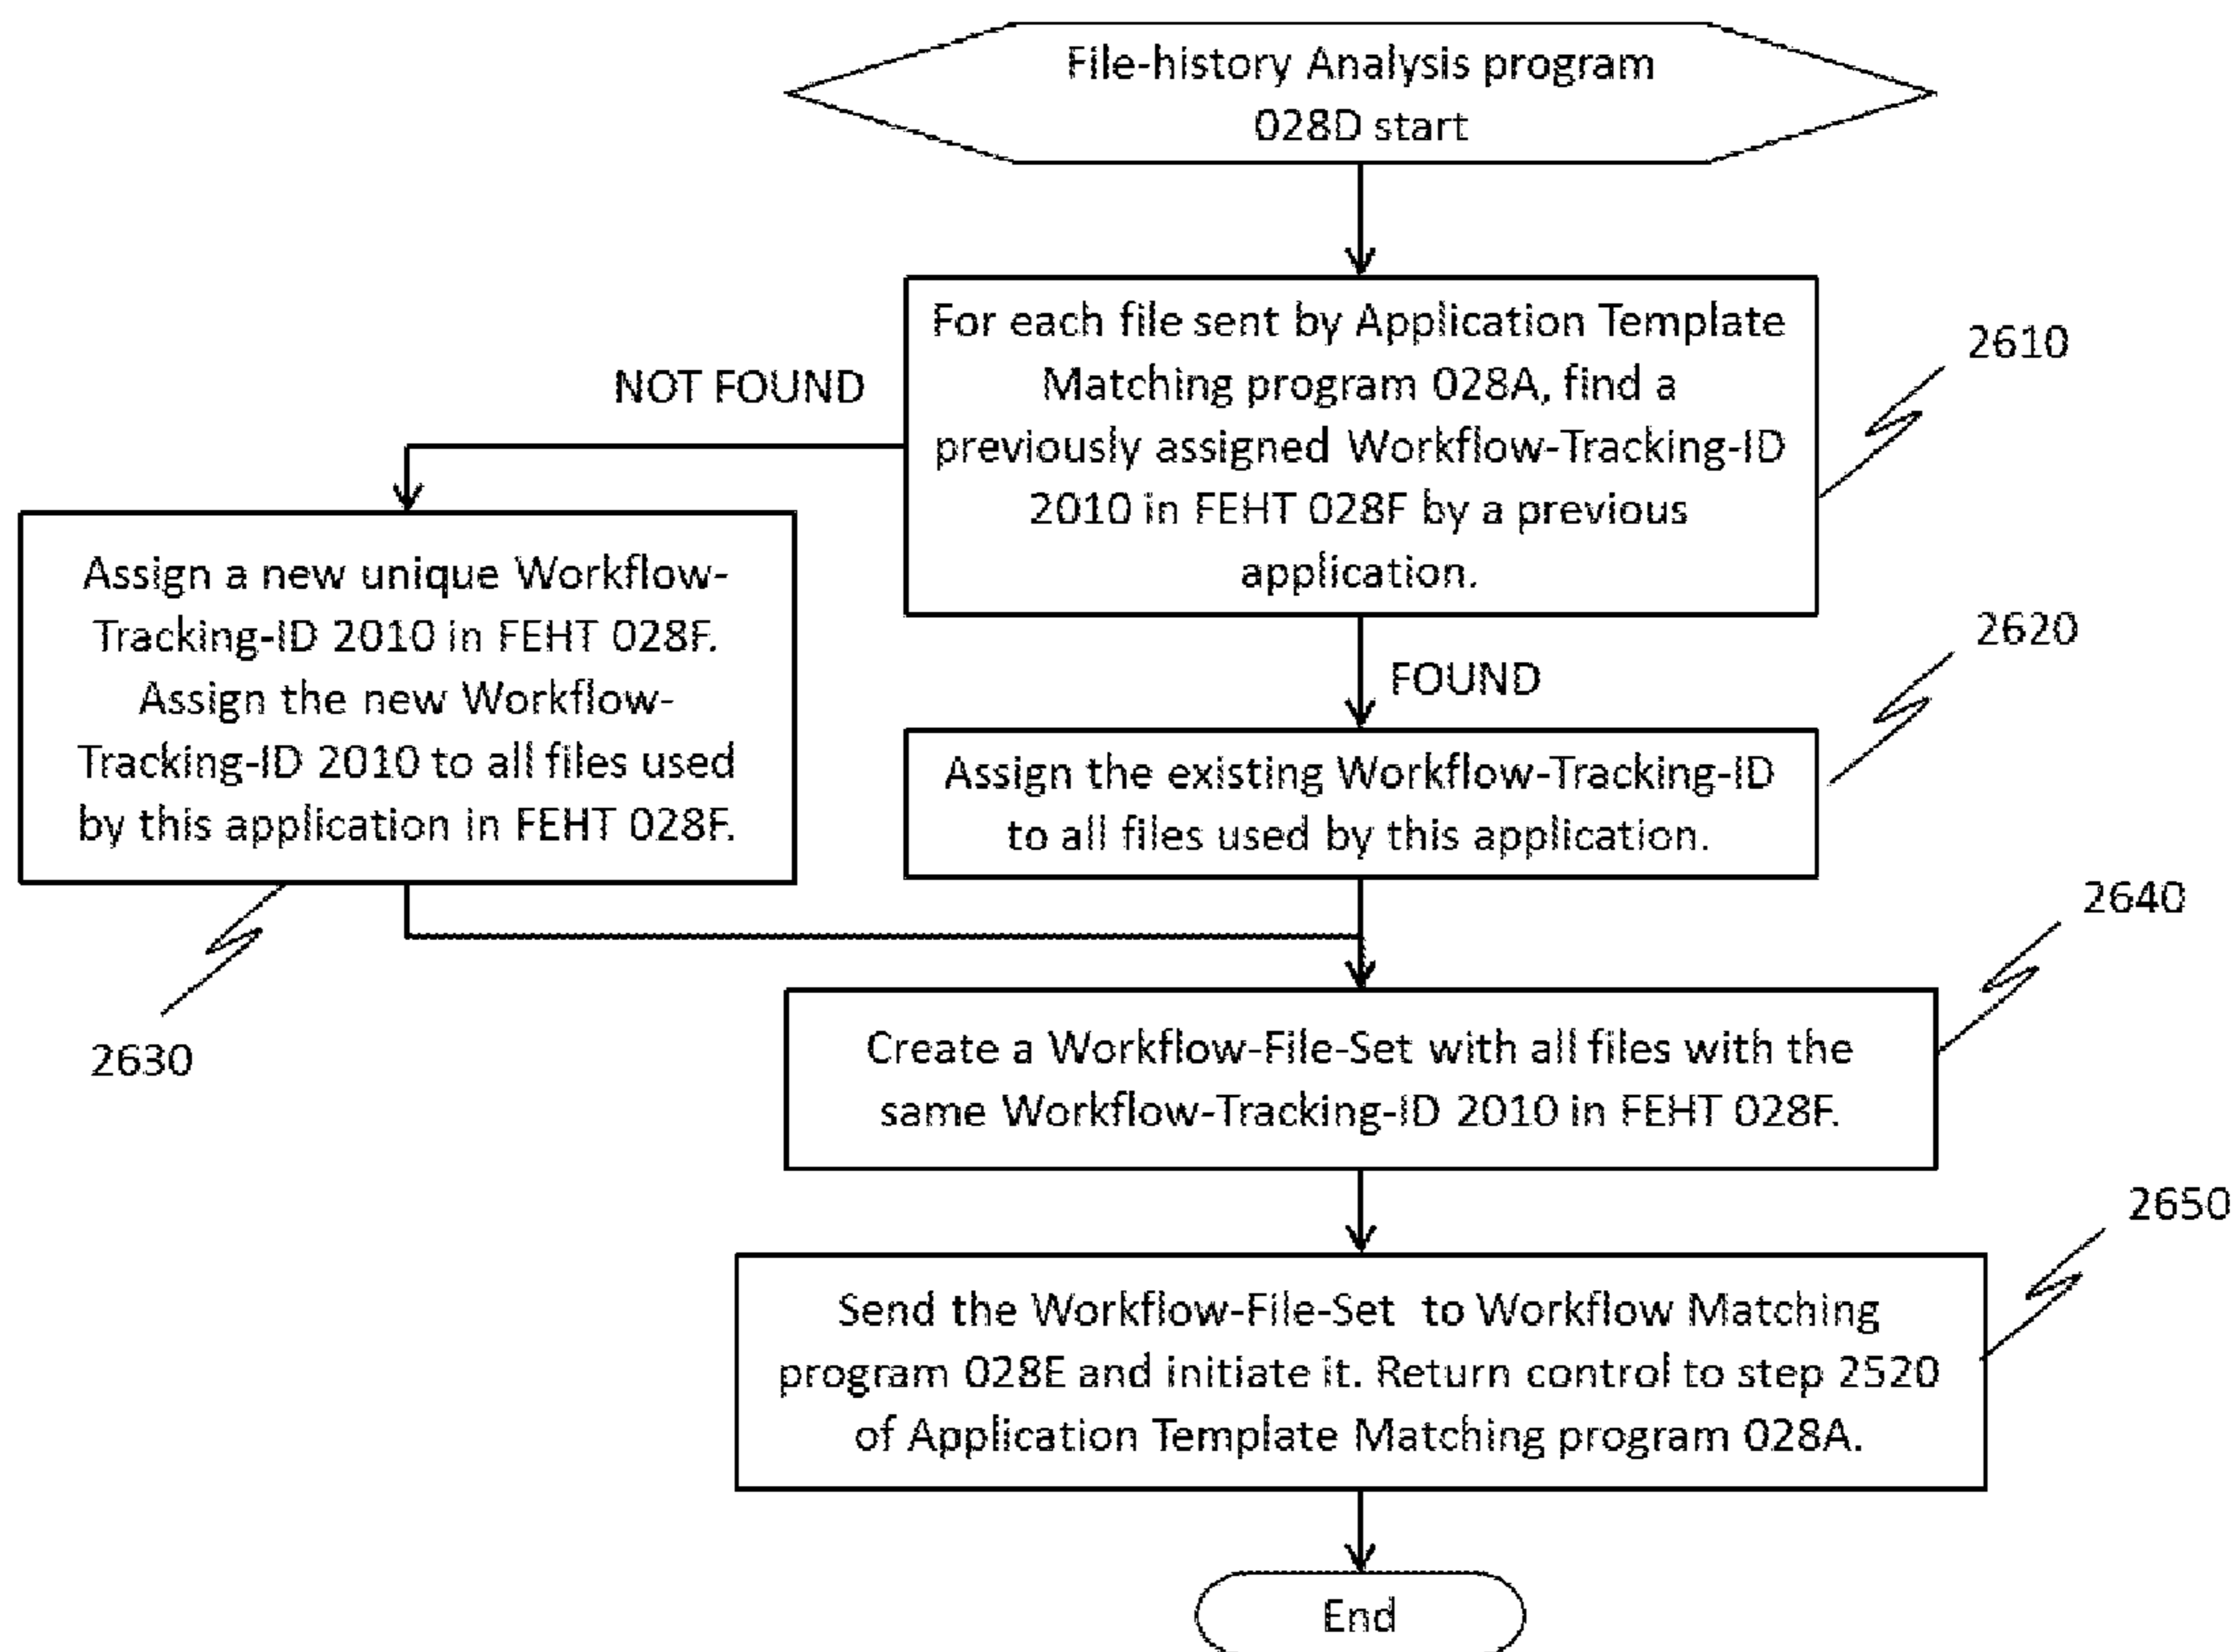 File-history Analysis program
028D start
For each file sent by Application Template
Matching program 028A, find a
previously assigned Workflow-Tracking-ID
2010 in FEHT 028F by a previous
application.
2610
NOT FOUND
Assign a new unique Workflow-
Tracking-ID 2010 in FEHT 028F.
Assign the new Workflow-
Tracking-ID 2010 to all files used
by this application in FEHT 028F.
2630
FOUND
2620
Assign the existing Workflow-Tracking-ID
to all files used by this application.
2640
Create a Workflow-File-Set with all files with the
same Workflow-Tracking-ID 2010 in FEHT 028F.
2650
Send the Workflow-File-Set to Workflow Matching
program 028E and initiate it. Return control to step 2520
of Application Template Matching program 028A.
End